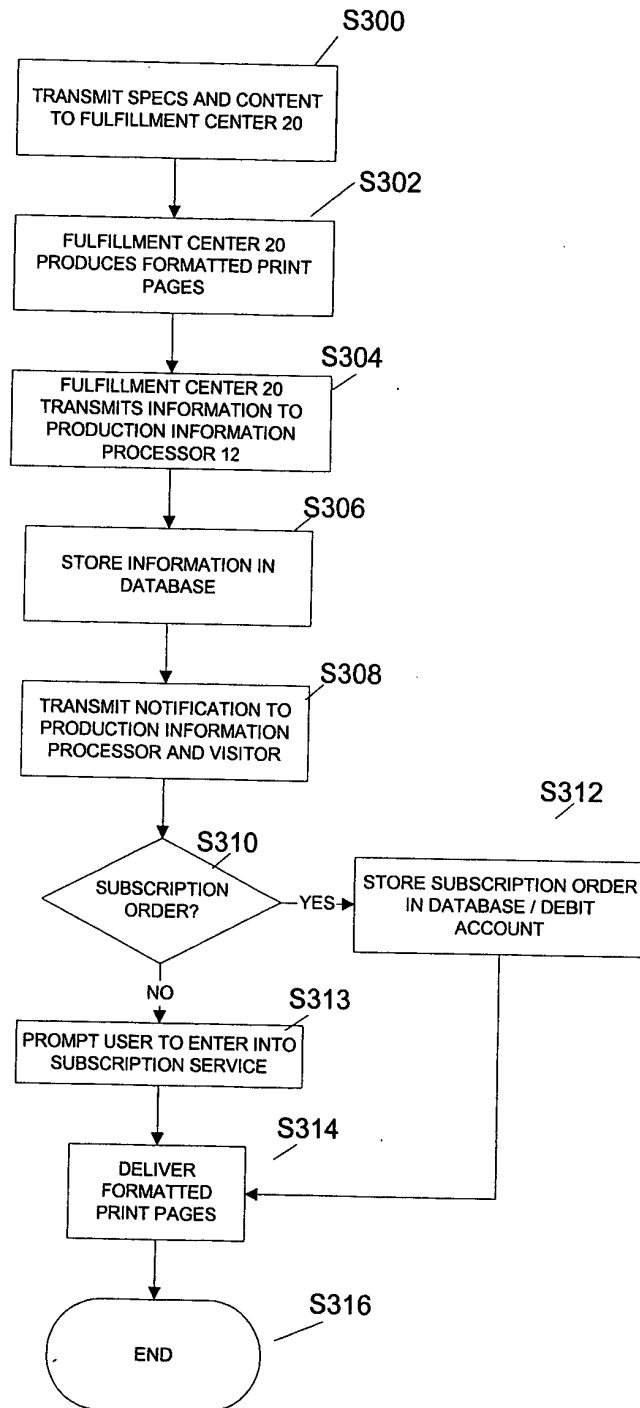 S300
TRANSMIT SPECS AND CONTENT
TO FULFILLMENT CENTER 20
S302
FULFILLMENT CENTER 20
PRODUCES FORMATTED PRINT
PAGES
S304
FULFILLMENT CENTER 20
TRANSMITS INFORMATION TO
PRODUCTION INFORMATION
PROCESSOR 12
S306
STORE INFORMATION IN
DATABASE
S308
TRANSMIT NOTIFICATION TO
PRODUCTION INFORMATION
PROCESSOR AND VISITOR
S310
SUBSCRIPTION
ORDER?
YES
S312
STORE SUBSCRIPTION ORDER
IN DATABASE / DEBIT
ACCOUNT
NO
S313
PROMPT USER TO ENTER INTO
SUBSCRIPTION SERVICE
S314
DELIVER
FORMATTED
PRINT PAGES
S316
END